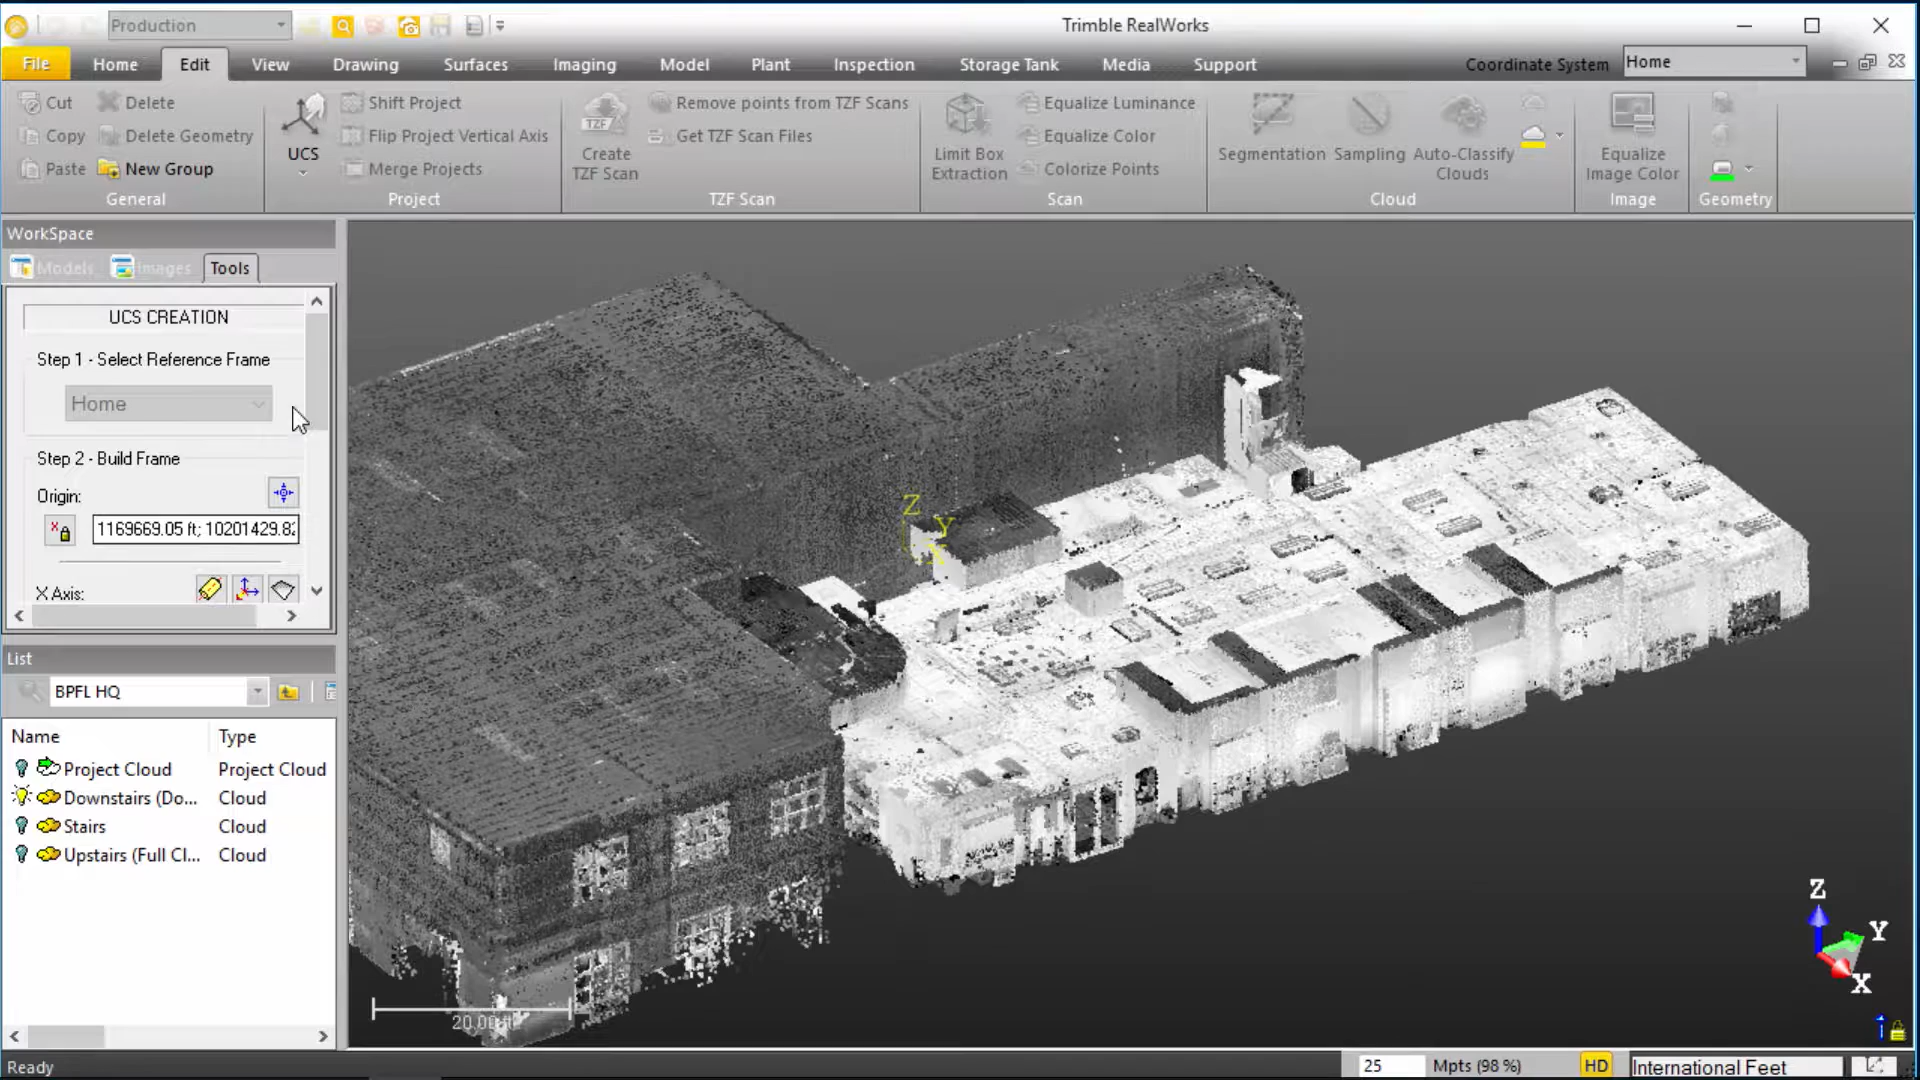 Production
Trimble RealWorks
File
Home
Edit
View
Drawing
Surfaces
Imaging
Model
Plant
Inspection
Storage Tank
Media
Support
Coordinate System
Home
Cut
Copy
Paste
Delete
Delete Geometry
New Group
General
UCS
Shift Project
Flip Project Vertical Axis
Merge Projects
Project
TZF
Create
TZF Scan
Remove points from TZF Scans
Get TZF Scan Files
TZF Scan
Limit Box
Extraction
Equalize Luminance
Equalize Color
Colorize Points
Scan
Segmentation
Sampling
Auto-Classify
Clouds
Cloud
Equalize
Image Color
Image
Geometry
WorkSpace
Models
Images
Tools
UCS CREATION
Step 1 - Select Reference Frame
Home
Step 2 - Build Frame
Origin:
1169669.05 ft; 10201429.82
X Axis:
List
BPFL HQ
Name Type
Project Cloud Project Cloud
Downstairs (Do... Cloud
Stairs Cloud
Upstairs (Full Cl... Cloud
Z
Y
X
20.00 ft
Z
Y
X
Ready
25 Mpts (98 %)
HD
International Feet